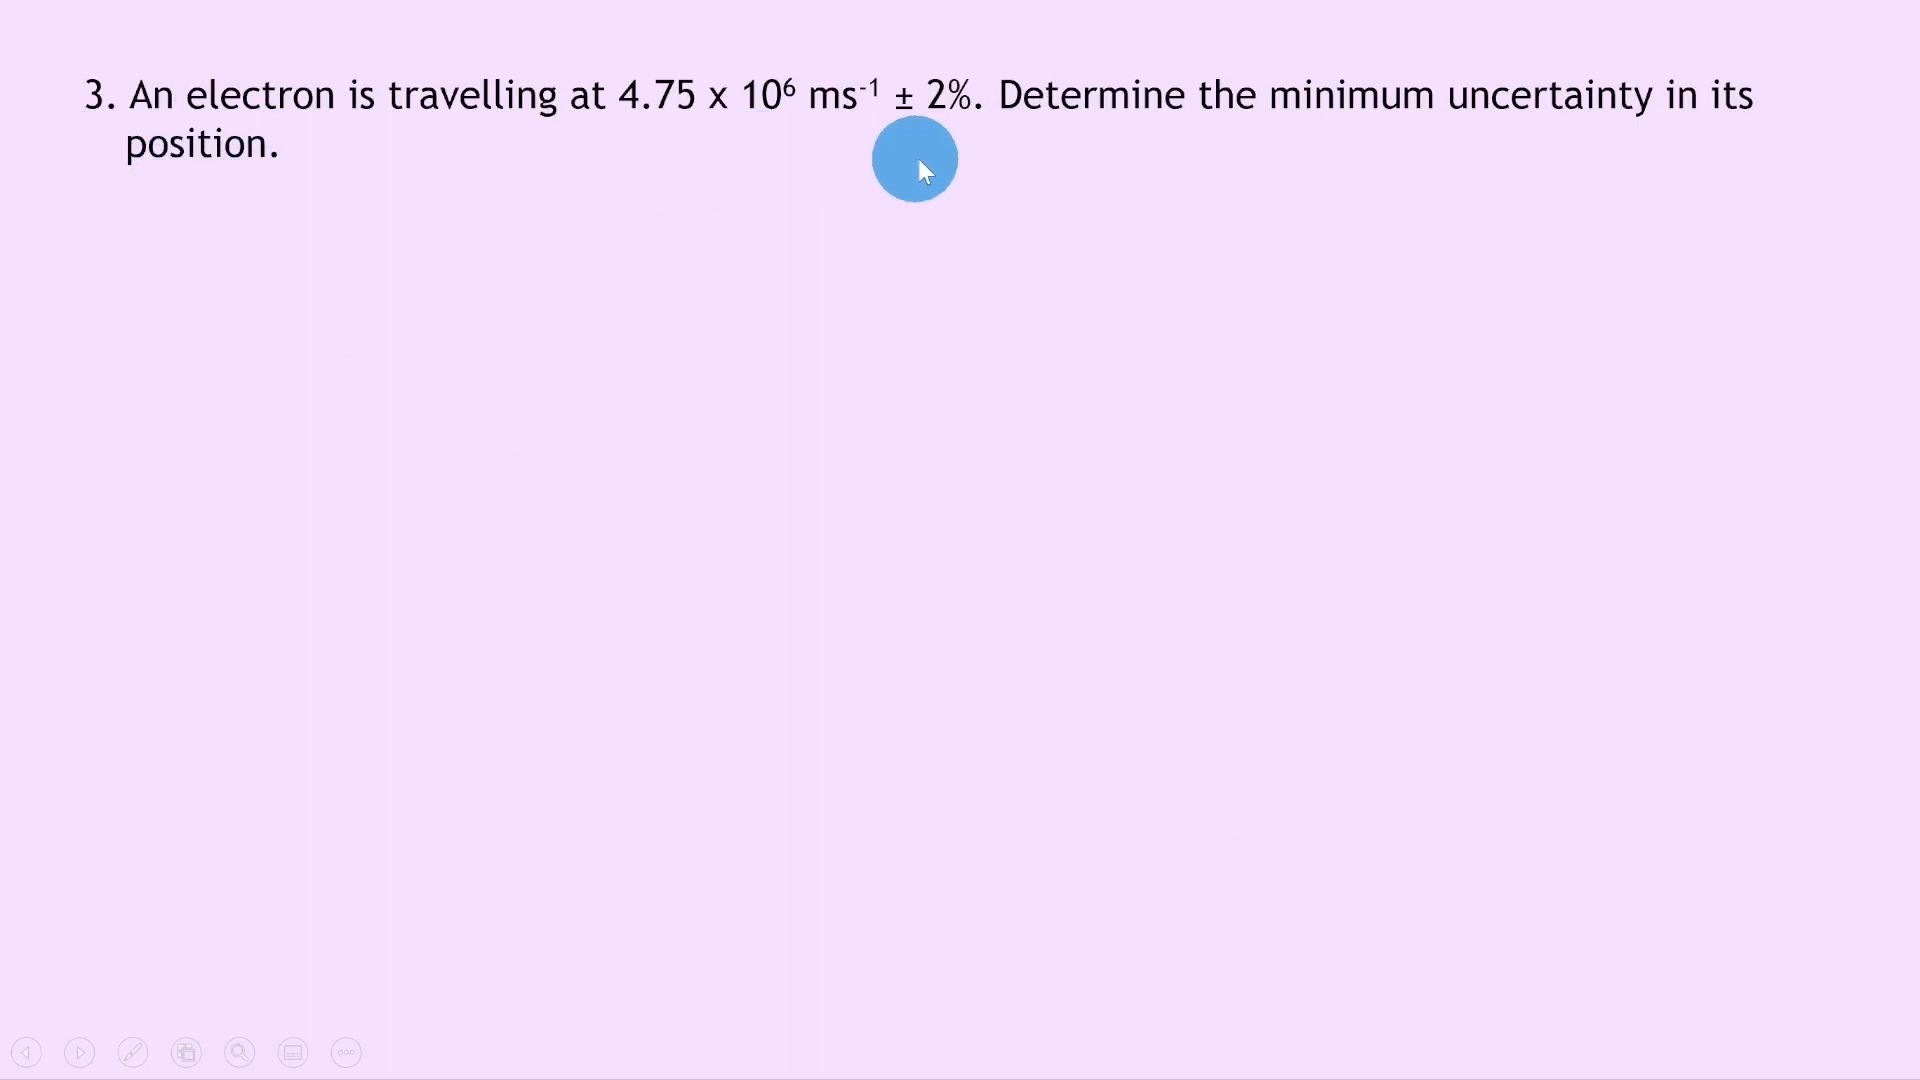 3. An electron is travelling at 4.75 x 10⁶ ms⁻¹ ± 2%. Determine the minimum uncertainty in its
position.